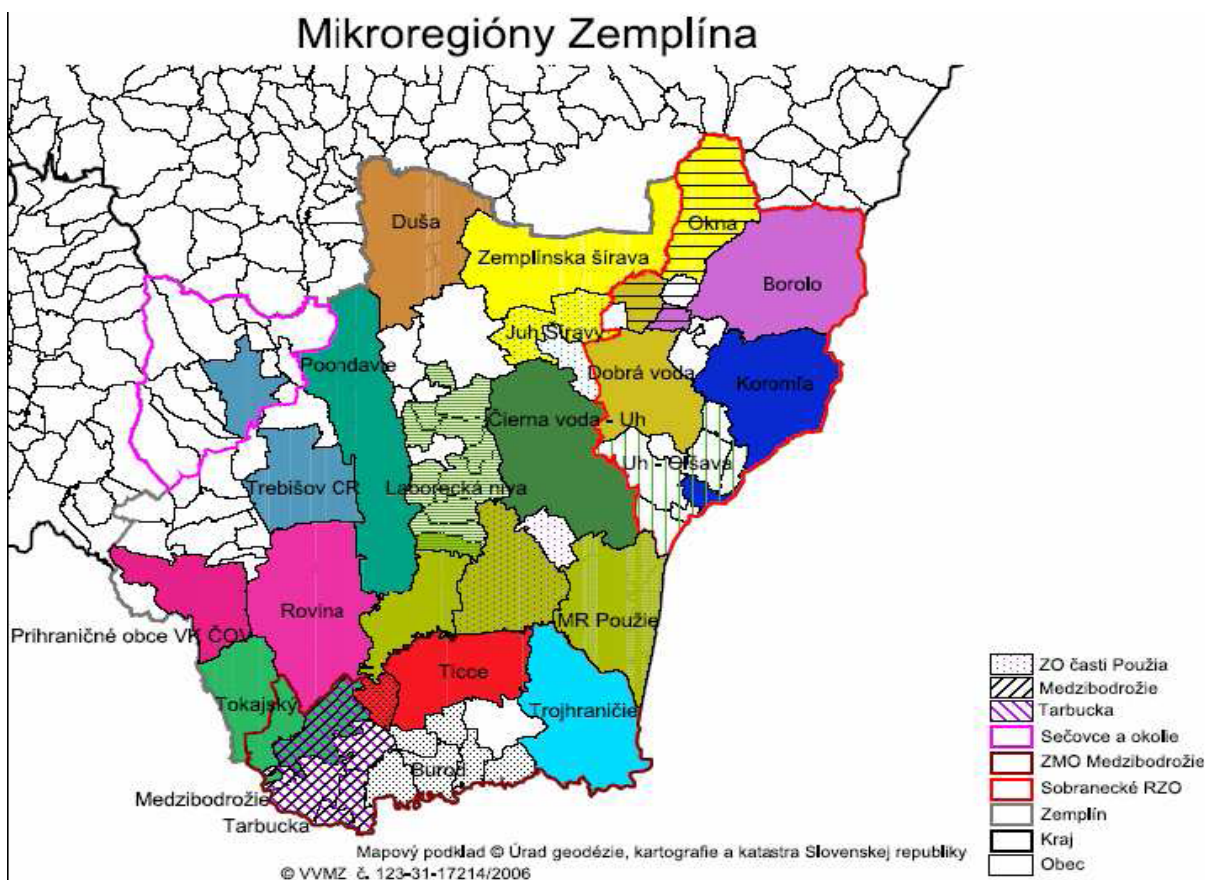 Mikroregióny Zemplína
Duša
Okna
Zemplínska šírava
Borolo
Juh Šíravy
Poondavie
Dobrá voda
Koromľa
Čierna voda - Uh
Uh - Olšava
Trebišov CR
Laborecká niva
Rovina
MR Použie
Prihraničné obce VK ČOV
Ticce
Tokajský
Trojhraničie
Buroď
Medzibodrožie
Tarbucka
ZO časti Použia
Medzibodrožie
Tarbucka
Sečovce a okolie
ZMO Medzibodrožie
Sobranecké RZO
Zemplín
Kraj
Obec
Mapový podklad © Úrad geodézie, kartografie a katastra Slovenskej republiky
© VVMZ č. 123-31-17214/2006